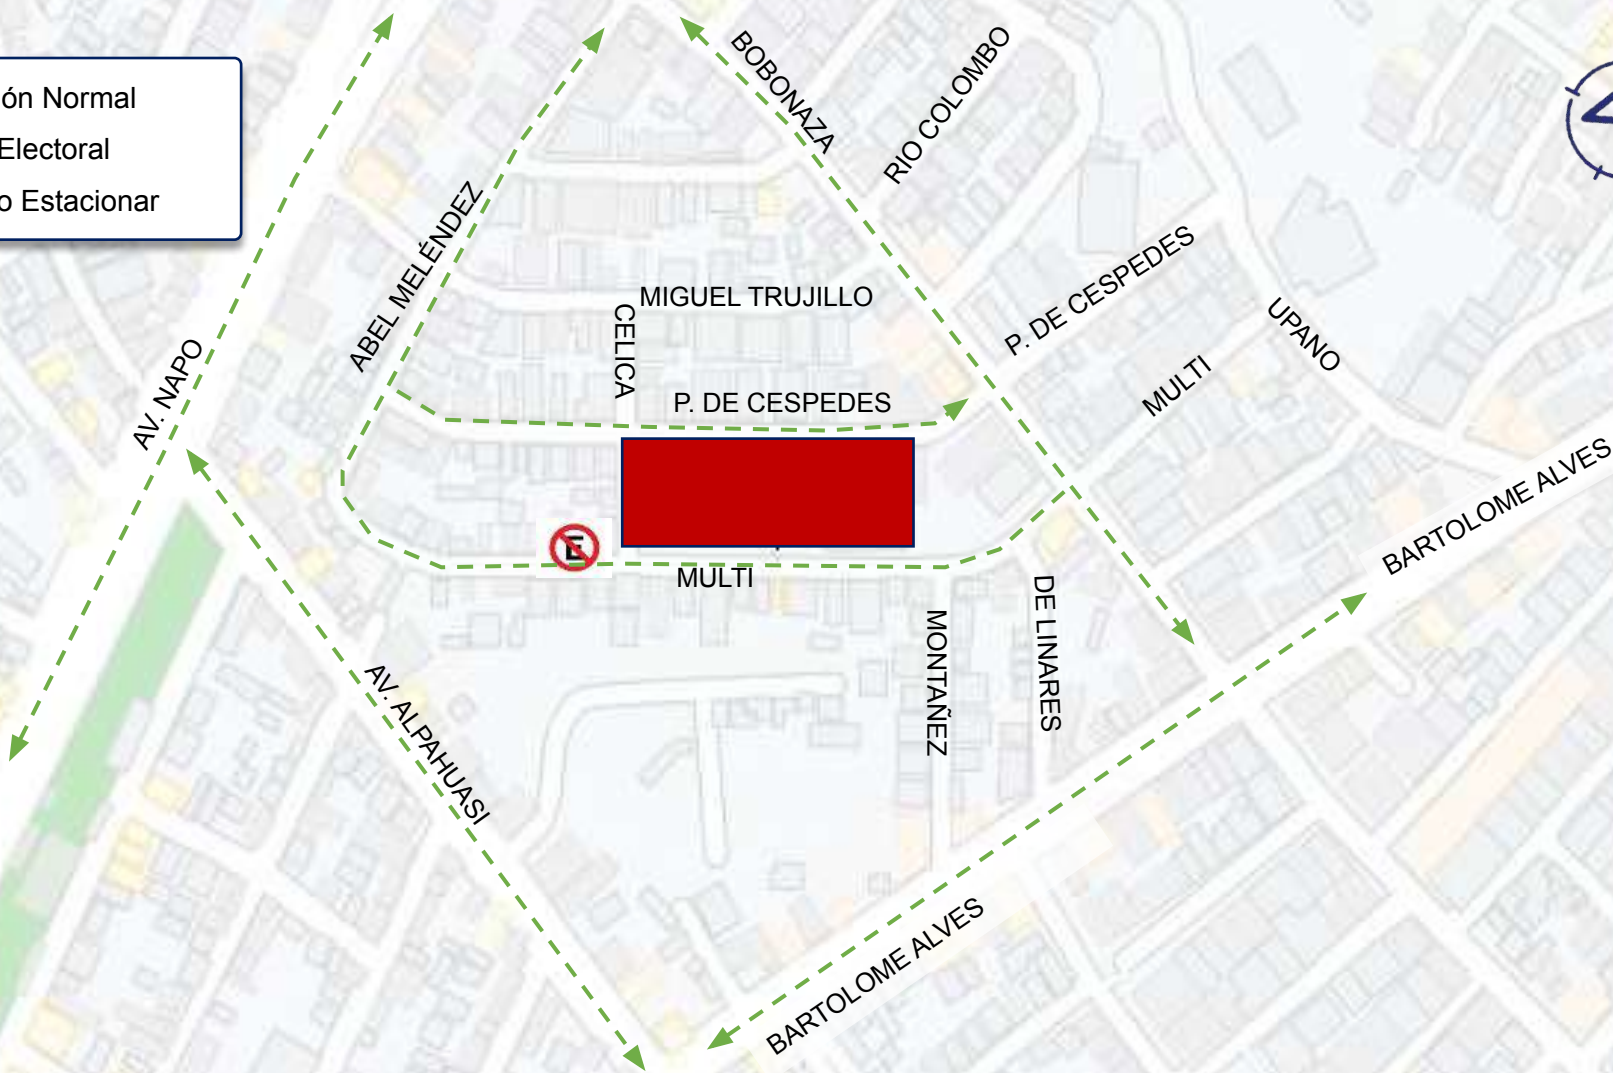 ón Normal
Electoral
o Estacionar
BOBONAZA
RIO COLOMBO
ABEL MELÉNDEZ
MIGUEL TRUJILLO
CELICA
P. DE CESPEDES
UPANO
AV. NAPO
P. DE CESPEDES
MULTI
BARTOLOME ALVES
E
MULTI
DE LINARES
MONTAÑEZ
AV. ALPAHUASI
BARTOLOME ALVES